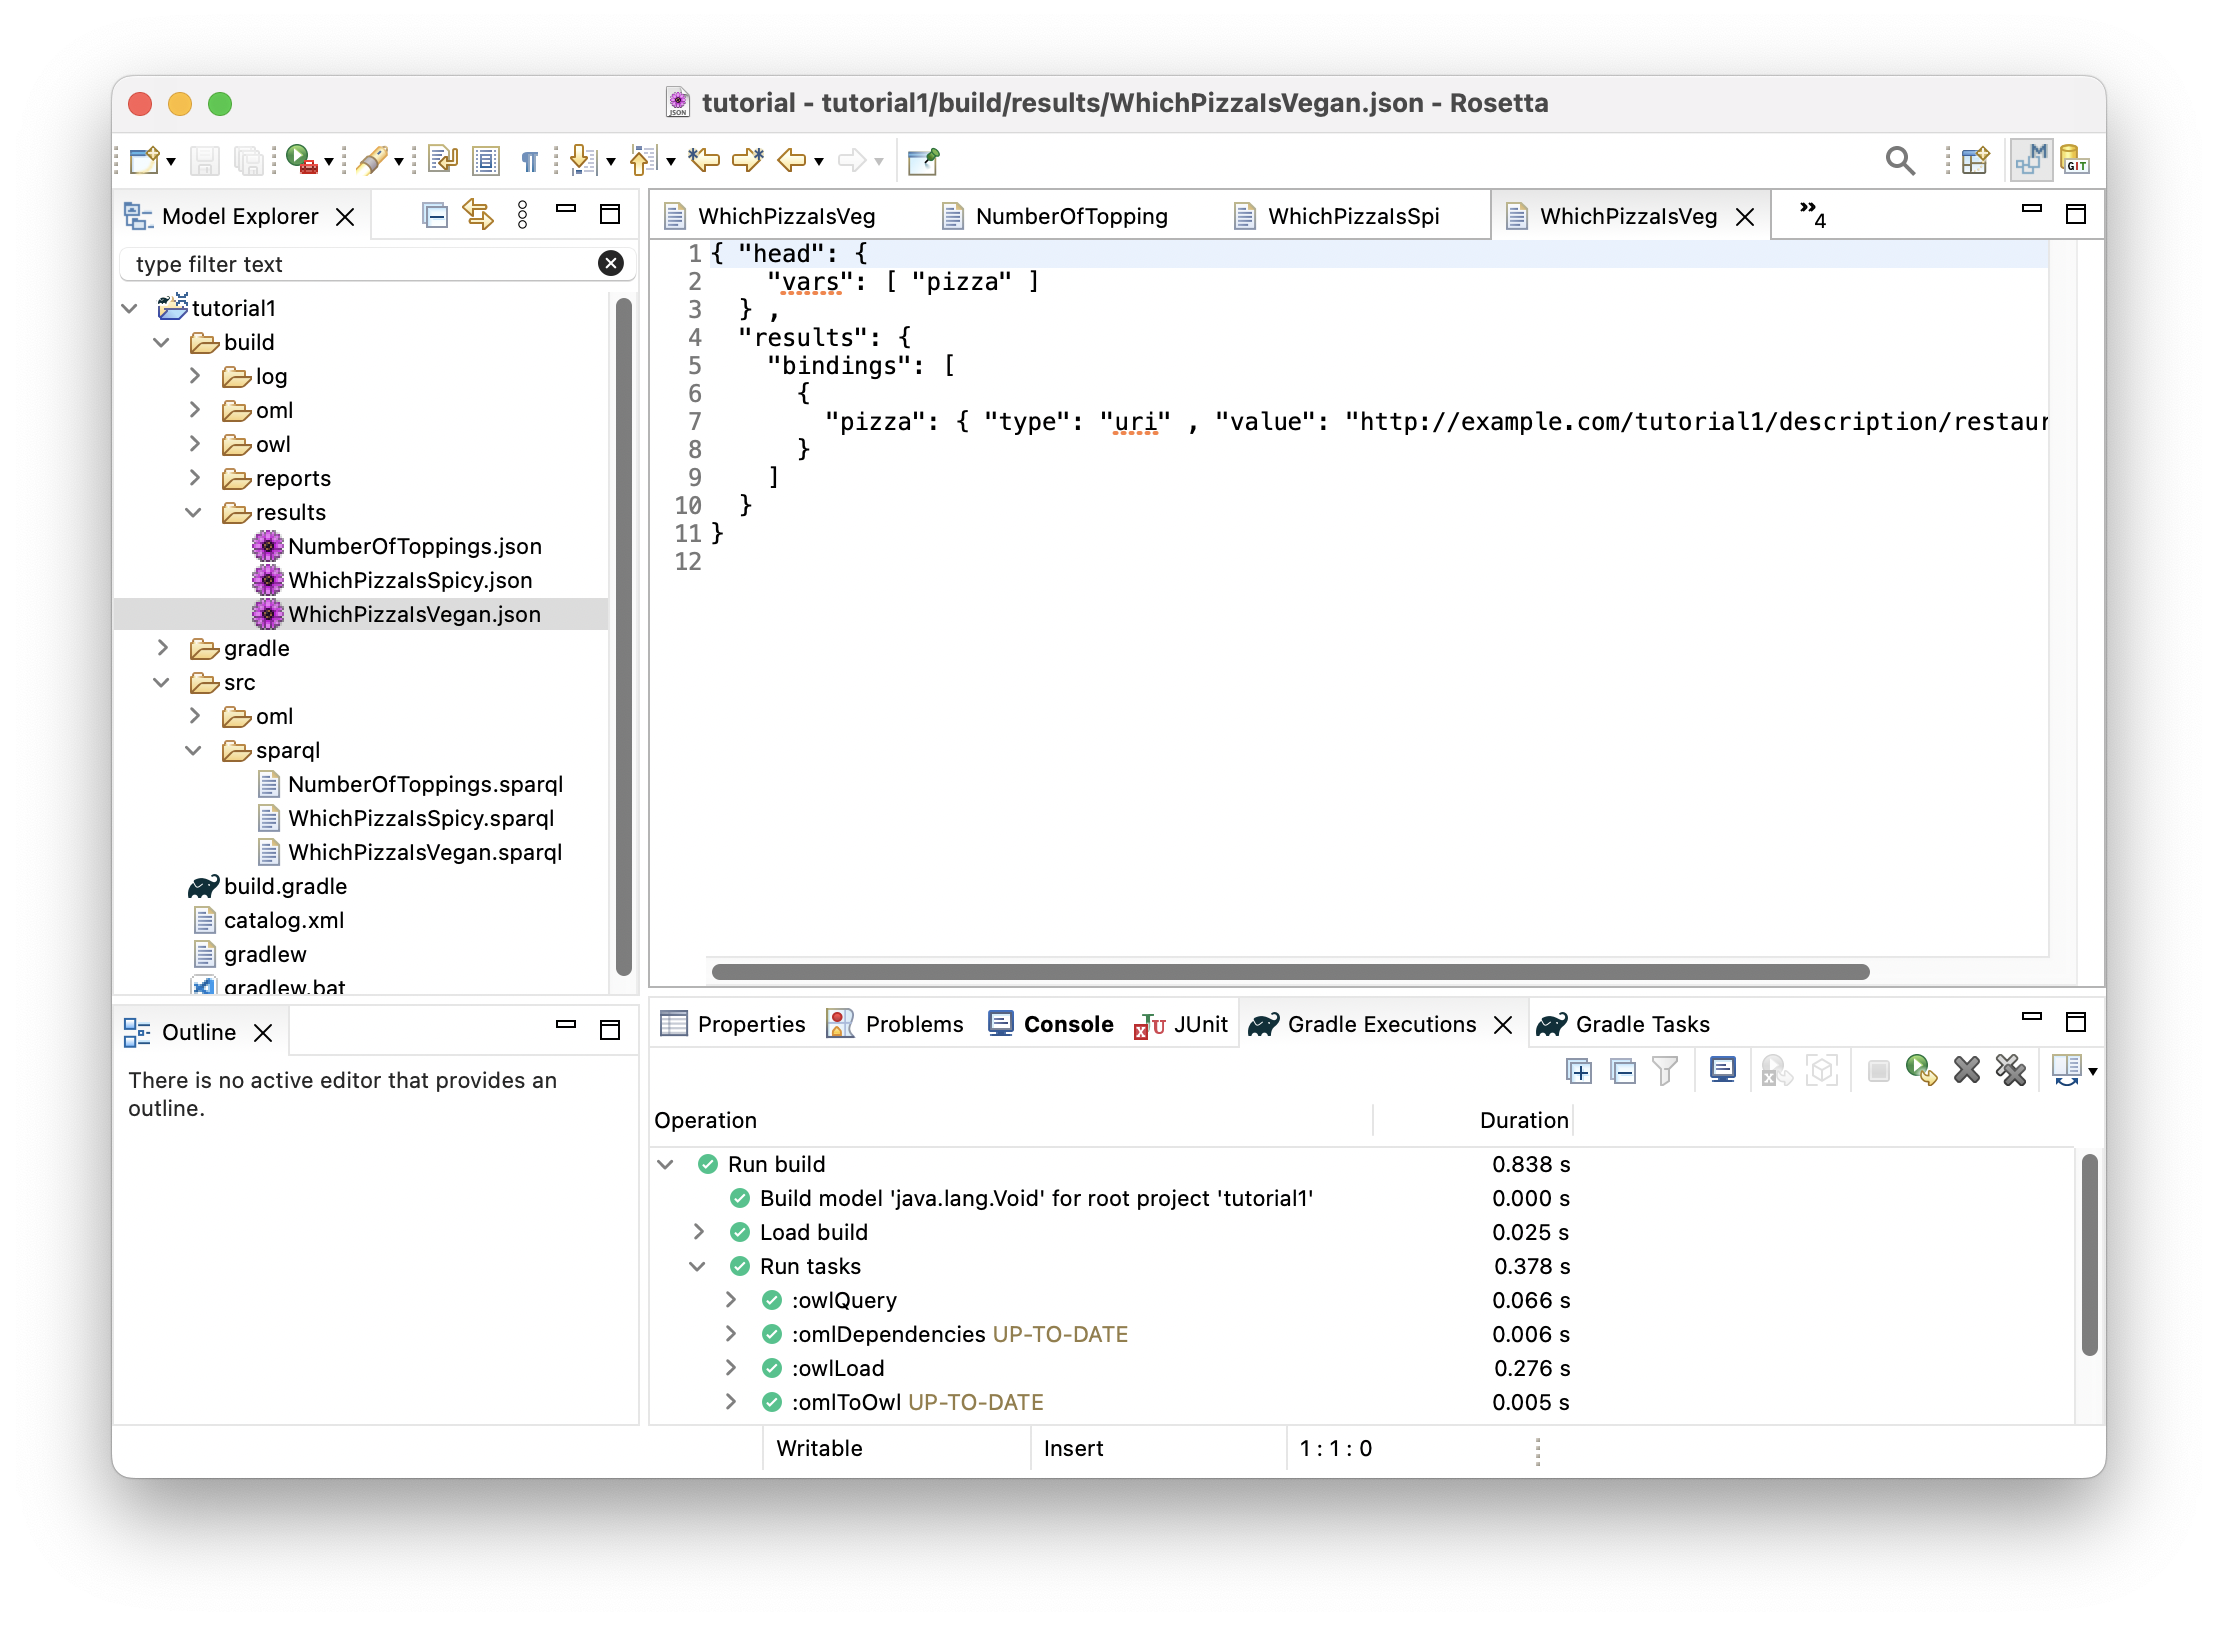 tutorial - tutorial1/build/results/WhichPizzaIsVegan.json - Rosetta
Model Explorer
type filter text
tutorial1
build
log
oml
owl
reports
results
NumberOfToppings.json
WhichPizzaIsSpicy.json
WhichPizzaIsVegan.json
gradle
src
oml
sparql
NumberOfToppings.sparql
WhichPizzaIsSpicy.sparql
WhichPizzaIsVegan.sparql
build.gradle
catalog.xml
gradlew
gradlew.bat
Outline
There is no active editor that provides an
outline.
WhichPizzaIsVeg NumberOfTopping WhichPizzaIsSpi WhichPizzaIsVeg »4
1 { "head": {
2     "vars": [ "pizza" ]
3   } ,
4   "results": {
5     "bindings": [
6       {
7         "pizza": { "type": "uri" , "value": "http://example.com/tutorial1/description/restaur
8       }
9     ]
10   }
11 }
12
Properties Problems Console JUnit Gradle Executions Gradle Tasks
Operation Duration
Run build 0.838 s
Build model 'java.lang.Void' for root project 'tutorial1' 0.000 s
Load build 0.025 s
Run tasks 0.378 s
:owlQuery 0.066 s
:omlDependencies UP-TO-DATE 0.006 s
:owlLoad 0.276 s
:omlToOwl UP-TO-DATE 0.005 s
Writable Insert 1 : 1 : 0